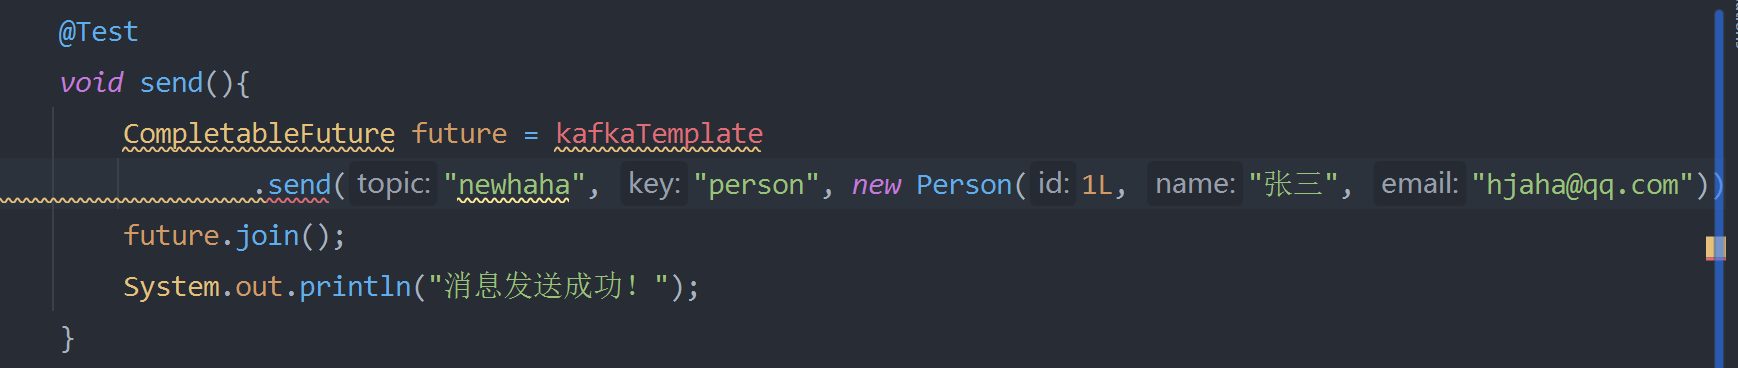 @Test
void send(){
CompletableFuture future = kafkaTemplate
.send( topic: "newhaha", key: "person", new Person( id: 1L, name: "张三", email: "hjaha@qq.com"))
future.join();
System.out.println("消息发送成功！");
}